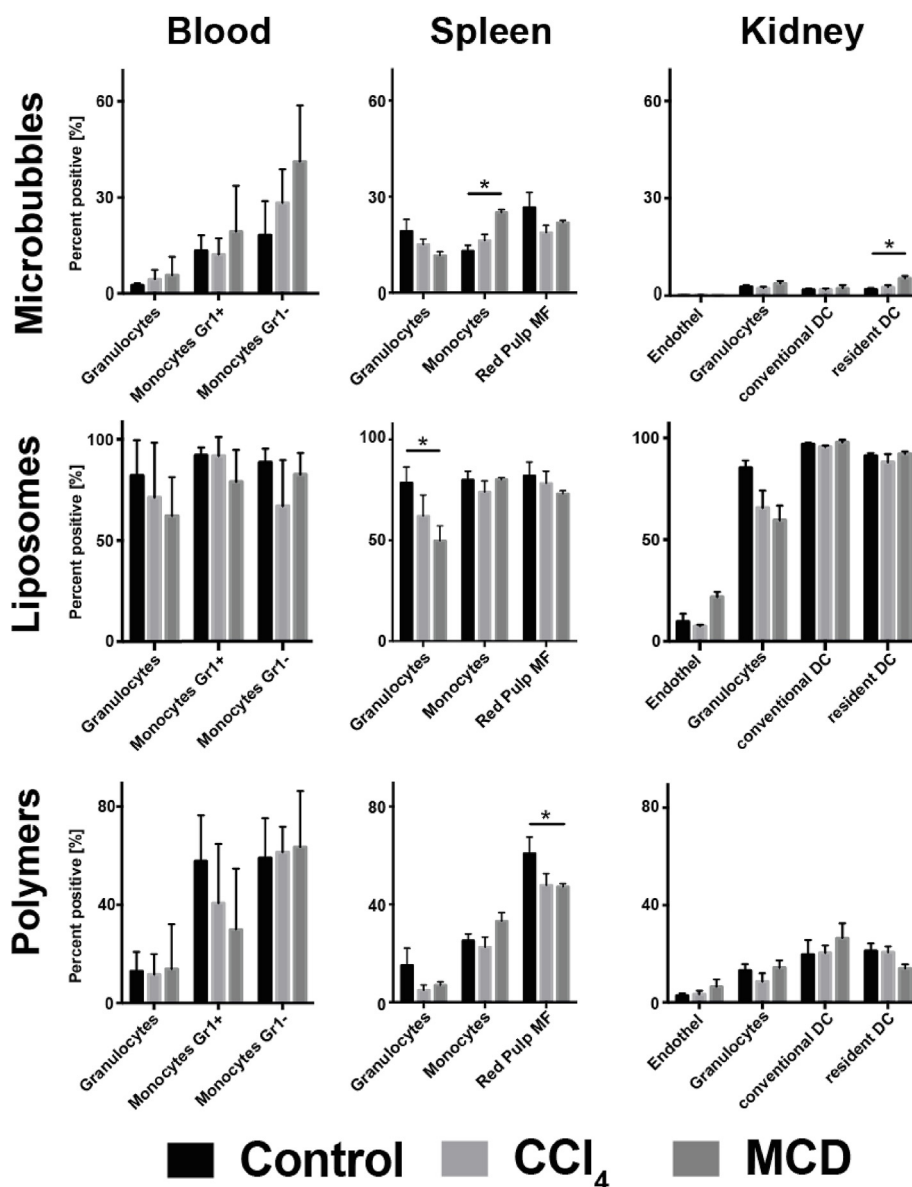 Blood Spleen Kidney
Microbubbles
Percent positive [%]
60
30
0
Granulocytes
Monocytes Gr1+
Monocytes Gr1-
60
30
0
*
Granulocytes
Monocytes
Red Pulp MF
60
30
0
*
Endothel
Granulocytes
conventional DC
resident DC
Liposomes
Percent positive [%]
100
50
0
Granulocytes
Monocytes Gr1+
Monocytes Gr1-
100
50
0
*
Granulocytes
Monocytes
Red Pulp MF
100
50
0
Endothel
Granulocytes
conventional DC
resident DC
Polymers
Percent positive [%]
80
40
0
Granulocytes
Monocytes Gr1+
Monocytes Gr1-
80
40
0
*
Granulocytes
Monocytes
Red Pulp MF
80
40
0
Endothel
Granulocytes
conventional DC
resident DC
Control CCl₄ MCD